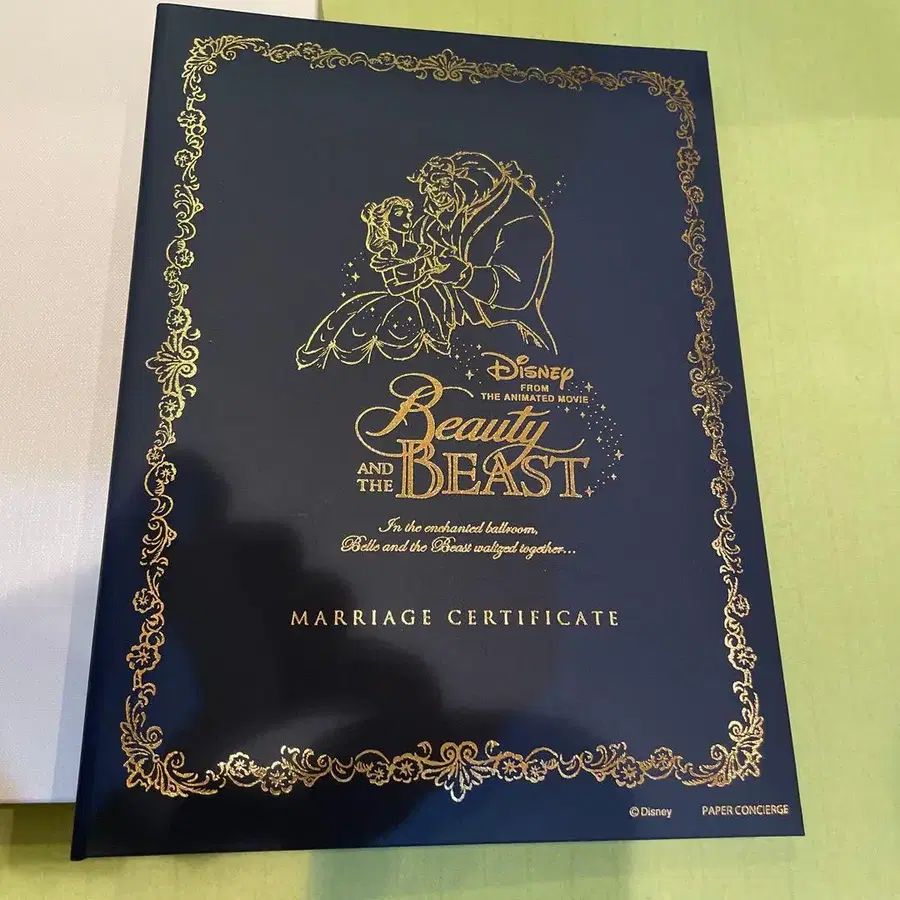 Disney
FROM
THE ANIMATED MOVIE
Beauty
AND THE BEAST
In the enchanted ballroom,
Belle and the Beast waltzed together...
MARRIAGE CERTIFICATE
©Disney PAPER CONCIERGE